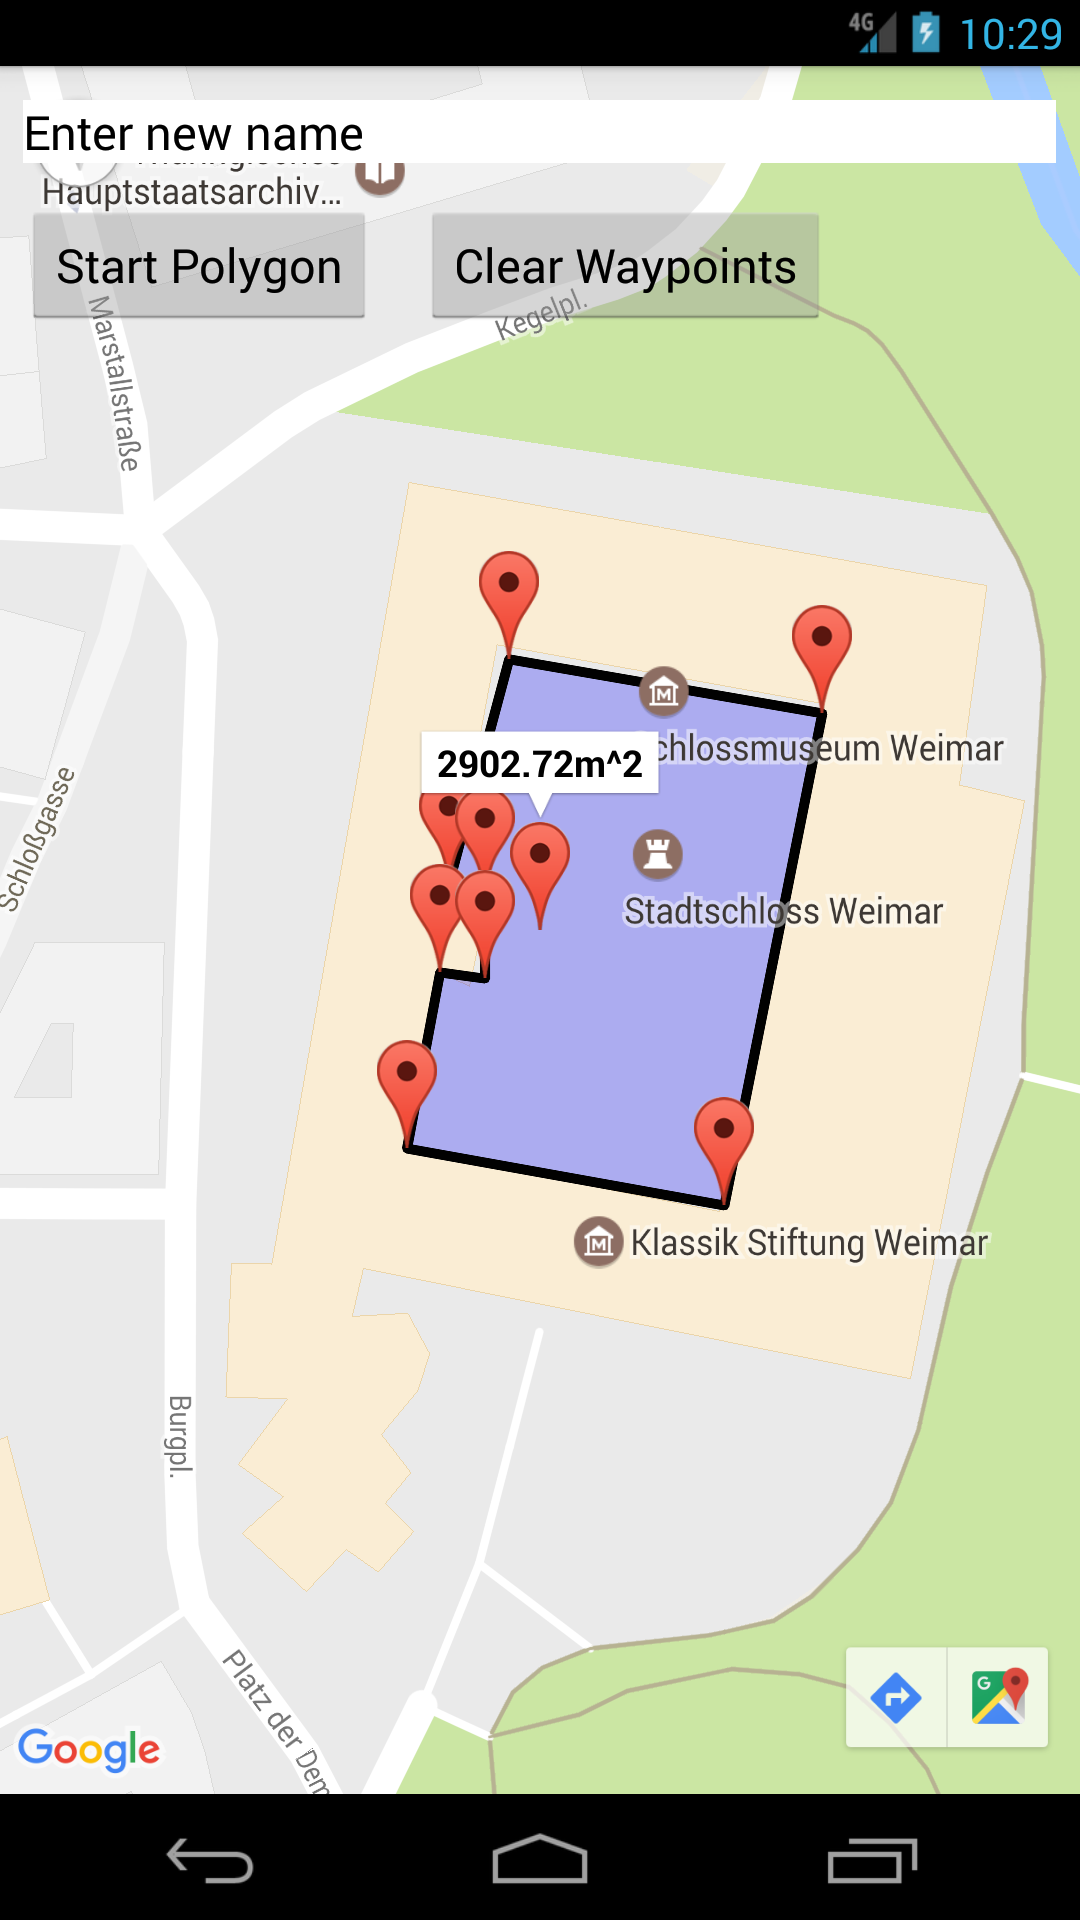 4G 10:29
Enter new name
Hauptstaatsarchiv...
Start Polygon
Clear Waypoints
Kegelpl.
Marstallstraße
chlossmuseum Weimar
2902.72m^2
Schloßgasse
Stadtschloss Weimar
Klassik Stiftung Weimar
Burgpl.
Platz der Dem
G
Google